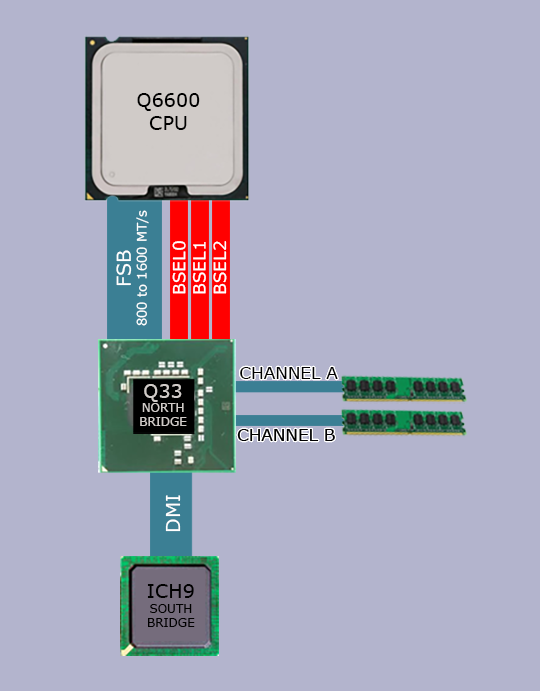 Q6600
CPU
FSB
800 to 1600 MT/s
BSEL0
BSEL1
BSEL2
CHANNEL A
Q33
NORTH
BRIDGE
CHANNEL B
DMI
ICH9
SOUTH
BRIDGE